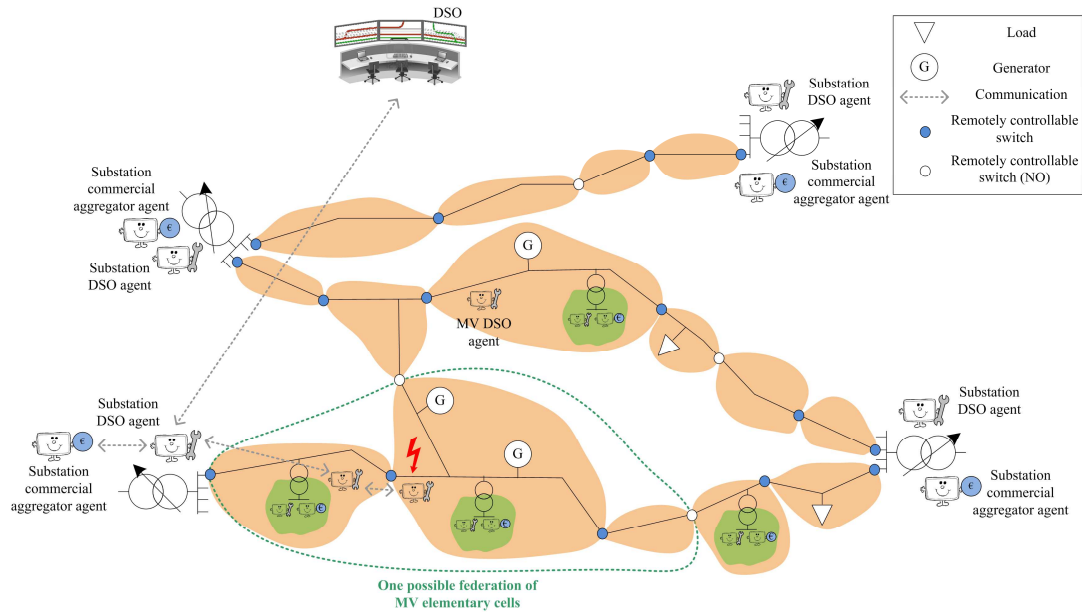 DSO
Load
G
Generator
Communication
Remotely controllable
switch
Remotely controllable
switch (NO)
Substation
DSO agent
€
Substation
commercial
aggregator agent
Substation
commercial
aggregator agent
€
Substation
DSO agent
G
MV DSO
agent
€
G
G
Substation
DSO agent
€
Substation
commercial
aggregator agent
€
€
€
Substation
DSO agent
€
Substation
commercial
aggregator agent
One possible federation of
MV elementary cells